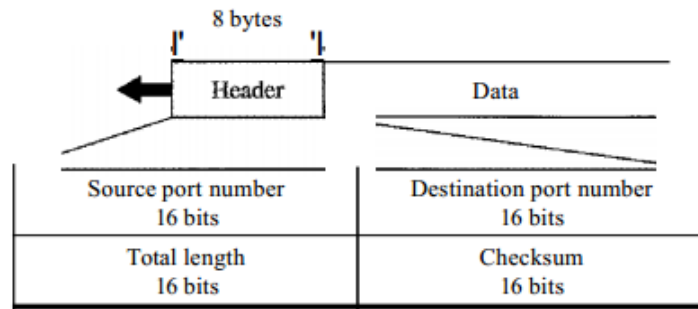 8 bytes
Header
Data
Source port number
16 bits
Destination port number
16 bits
Total length
16 bits
Checksum
16 bits